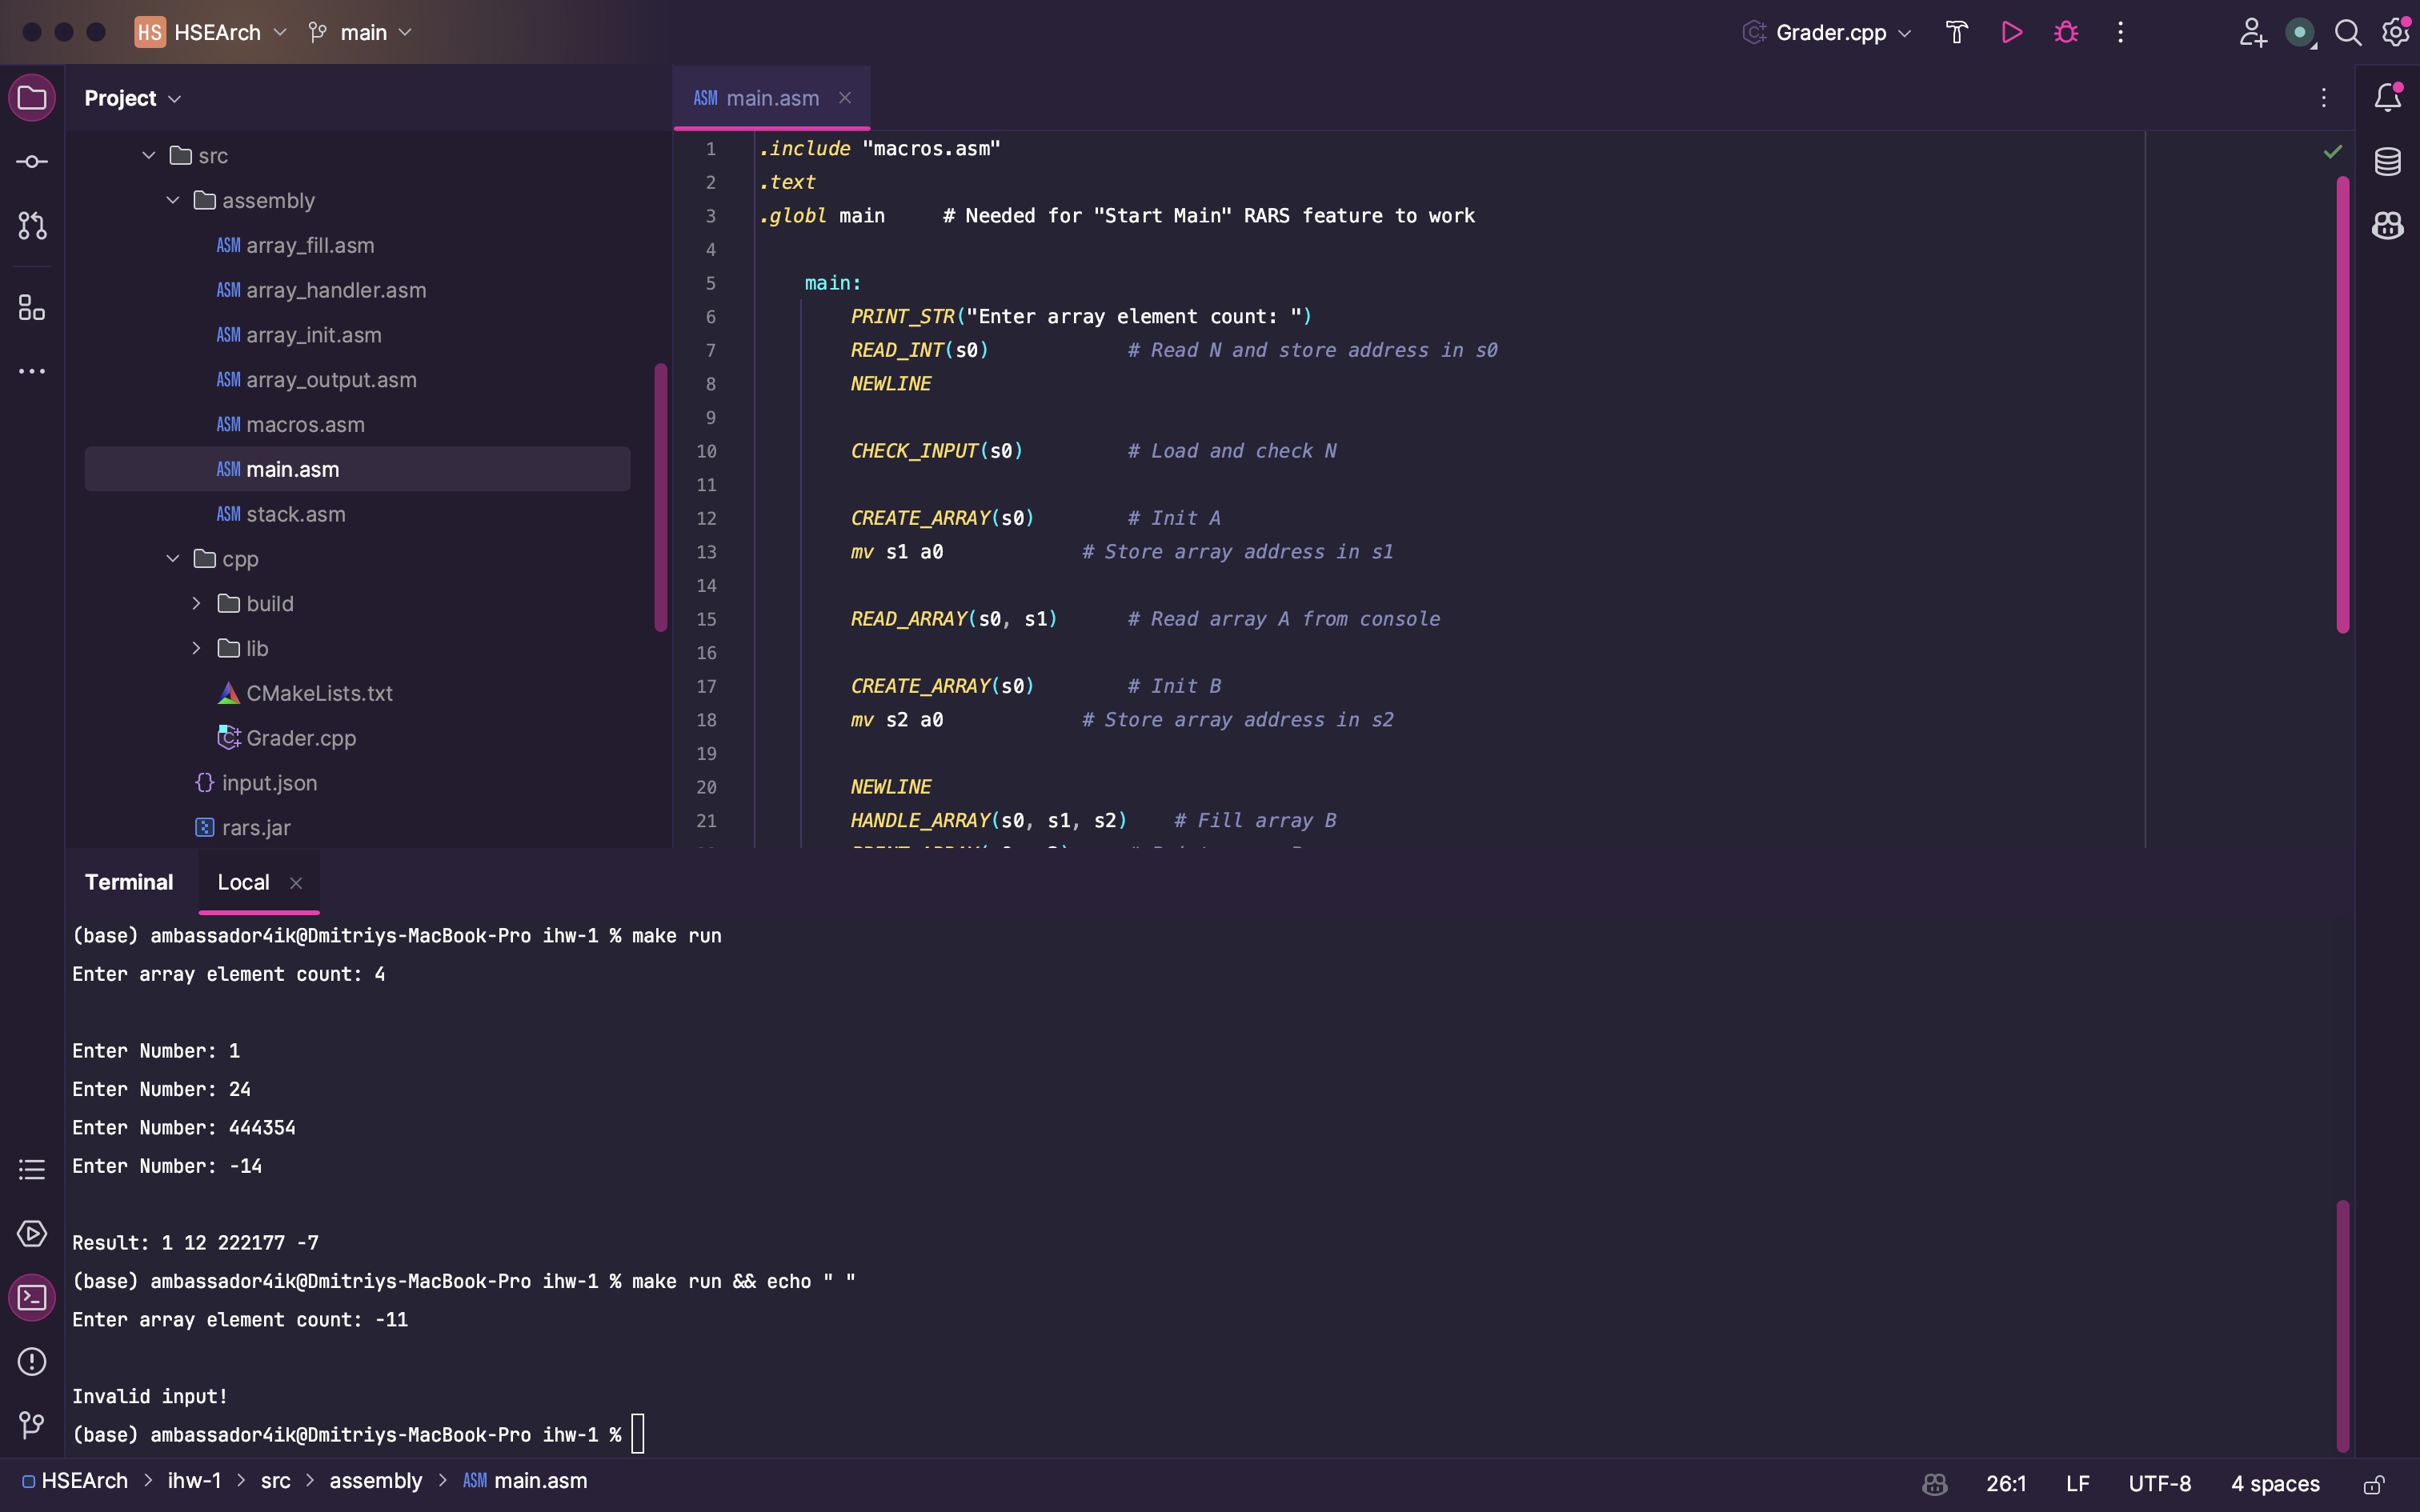 HS HSEArch main Grader.cpp
Project
ASM main.asm
src
assembly
ASM array_fill.asm
ASM array_handler.asm
ASM array_init.asm
ASM array_output.asm
ASM macros.asm
ASM main.asm
ASM stack.asm
cpp
build
lib
CMakeLists.txt
Grader.cpp
input.json
rars.jar
1 .include "macros.asm"
2 .text
3 .globl main # Needed for "Start Main" RARS feature to work
4
5 main:
6 PRINT_STR("Enter array element count: ")
7 READ_INT(s0) # Read N and store address in s0
8 NEWLINE
9
10 CHECK_INPUT(s0) # Load and check N
11
12 CREATE_ARRAY(s0) # Init A
13 mv s1 a0 # Store array address in s1
14
15 READ_ARRAY(s0, s1) # Read array A from console
16
17 CREATE_ARRAY(s0) # Init B
18 mv s2 a0 # Store array address in s2
19
20 NEWLINE
21 HANDLE_ARRAY(s0, s1, s2) # Fill array B
Terminal Local
(base) ambassador4ik@Dmitriys-MacBook-Pro ihw-1 % make run
Enter array element count: 4
Enter Number: 1
Enter Number: 24
Enter Number: 444354
Enter Number: -14
Result: 1 12 222177 -7
(base) ambassador4ik@Dmitriys-MacBook-Pro ihw-1 % make run && echo " "
Enter array element count: -11
Invalid input!
(base) ambassador4ik@Dmitriys-MacBook-Pro ihw-1 %
HSEArch > ihw-1 > src > assembly > ASM main.asm 26:1 LF UTF-8 4 spaces